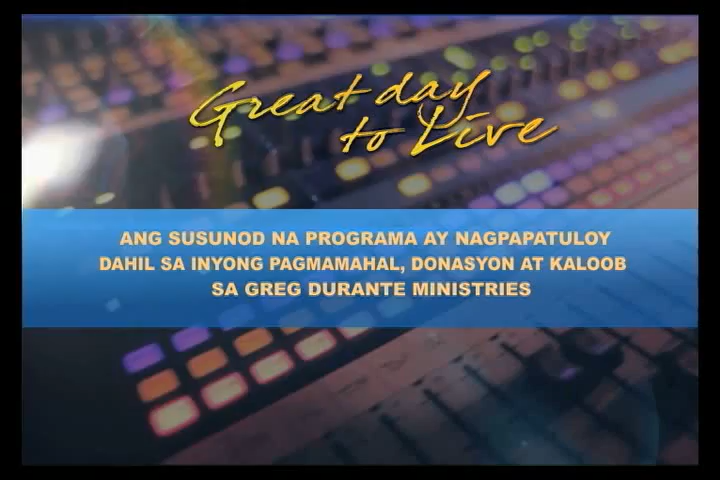 Great day
to Live
ANG SUSUNOD NA PROGRAMA AY NAGPAPATULOY
DAHIL SA INYONG PAGMAMAHAL, DONASYON AT KALOOB
SA GREG DURANTE MINISTRIES